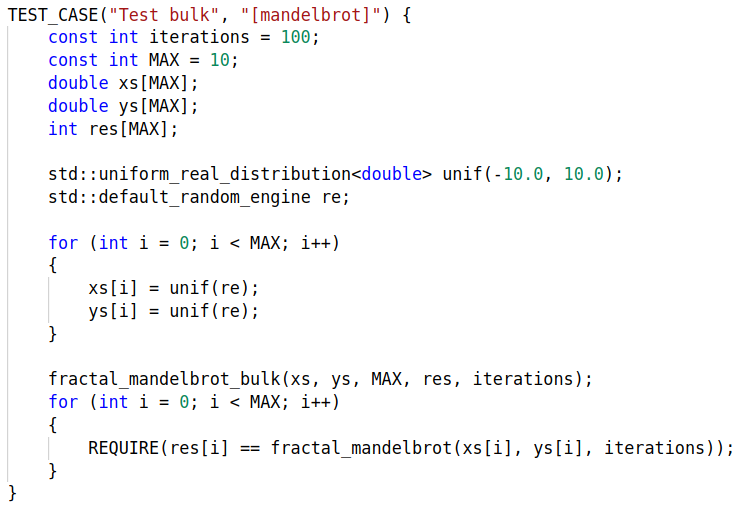 TEST_CASE("Test bulk", "[mandelbrot]") {
    const int iterations = 100;
    const int MAX = 10;
    double xs[MAX];
    double ys[MAX];
    int res[MAX];

    std::uniform_real_distribution<double> unif(-10.0, 10.0);
    std::default_random_engine re;

    for (int i = 0; i < MAX; i++)
    {
        xs[i] = unif(re);
        ys[i] = unif(re);
    }

    fractal_mandelbrot_bulk(xs, ys, MAX, res, iterations);
    for (int i = 0; i < MAX; i++)
    {
        REQUIRE(res[i] == fractal_mandelbrot(xs[i], ys[i], iterations));
    }
}